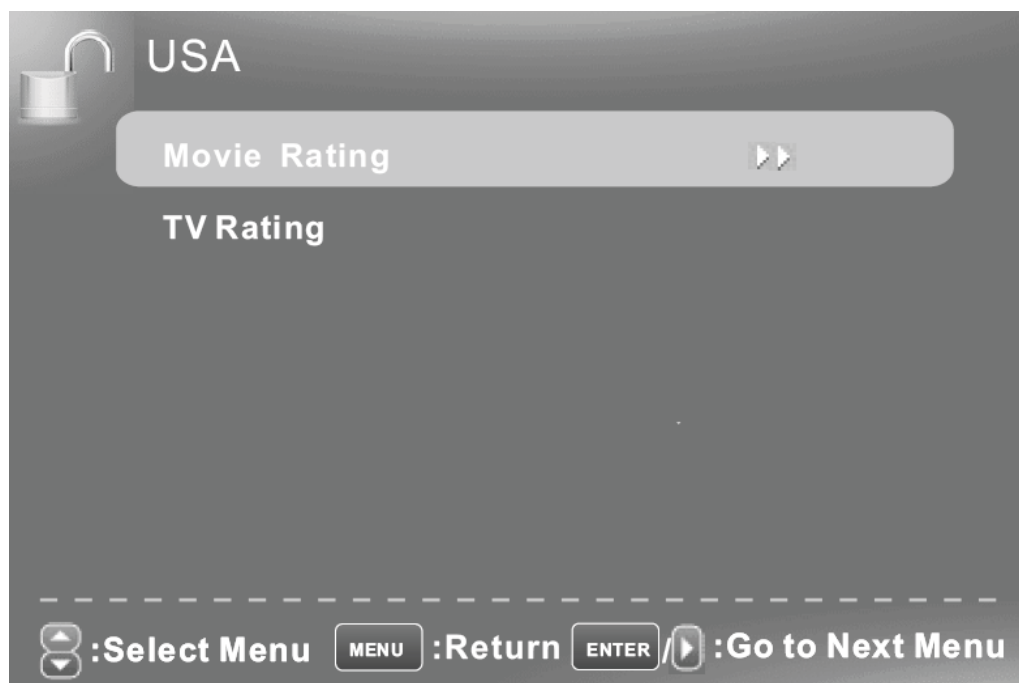 USA
Movie Rating
TV Rating
:Select Menu MENU :Return ENTER / :Go to Next Menu